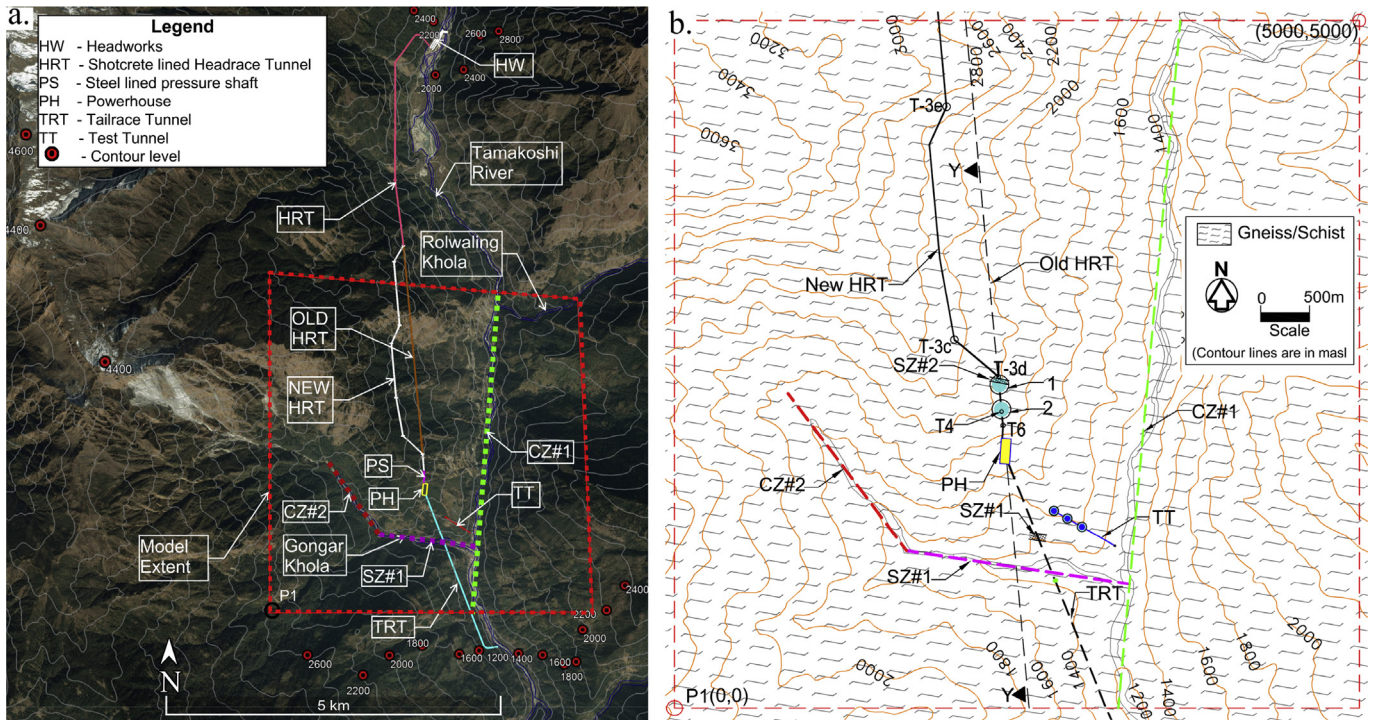 a.
Legend
HW - Headworks
HRT - Shotcrete lined Headrace Tunnel
PS - Steel lined pressure shaft
PH - Powerhouse
TRT - Tailrace Tunnel
TT - Test Tunnel
- Contour level
2400
2200
2600
2800
HW
2400
2000
4600
4400
Tamakoshi
River
HRT
Rolwaling
Khola
OLD
HRT
NEW
HRT
4400
CZ#1
PS
PH
TT
CZ#2
Gongar
Khola
SZ#1
Model
Extent
P1
TRT
2400
2200
2000
1800
1600
1200
1400
1600
1800
2000
2200
2600
N
5 km
b.
(5000,5000)
3200
3400
3600
3000
2800
2600
2400
2200
2000
1600
1400
T-3e
Y
Gneiss/Schist
N
0 500m
Scale
(Contour lines are in masl)
Old HRT
New HRT
T-3c
SZ#2
T-3d
1
2
T4
T6
CZ#1
CZ#2
PH
SZ#1
TT
SZ#1
TRT
2000
1800
1600
1400
1200
1400
1600
2000
P1(0,0)
Y